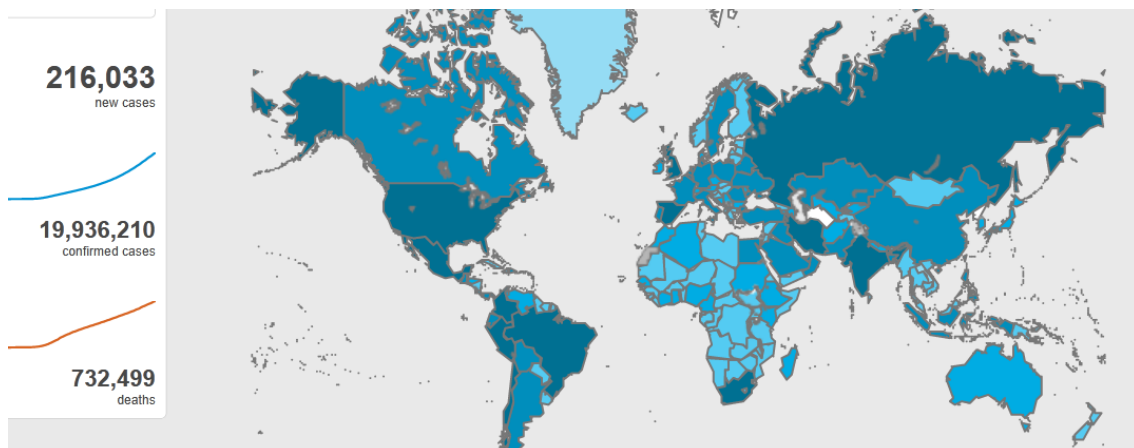 216,033
new cases
19,936,210
confirmed cases
732,499
deaths